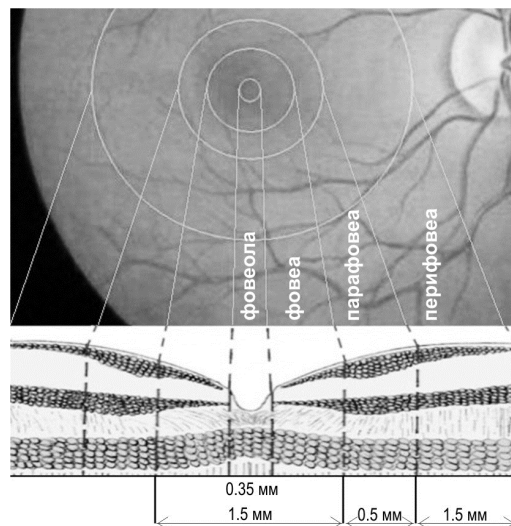 фовеола
фовеа
парафовеа
перифовеа
0.35 мм
1.5 мм
0.5 мм
1.5 мм